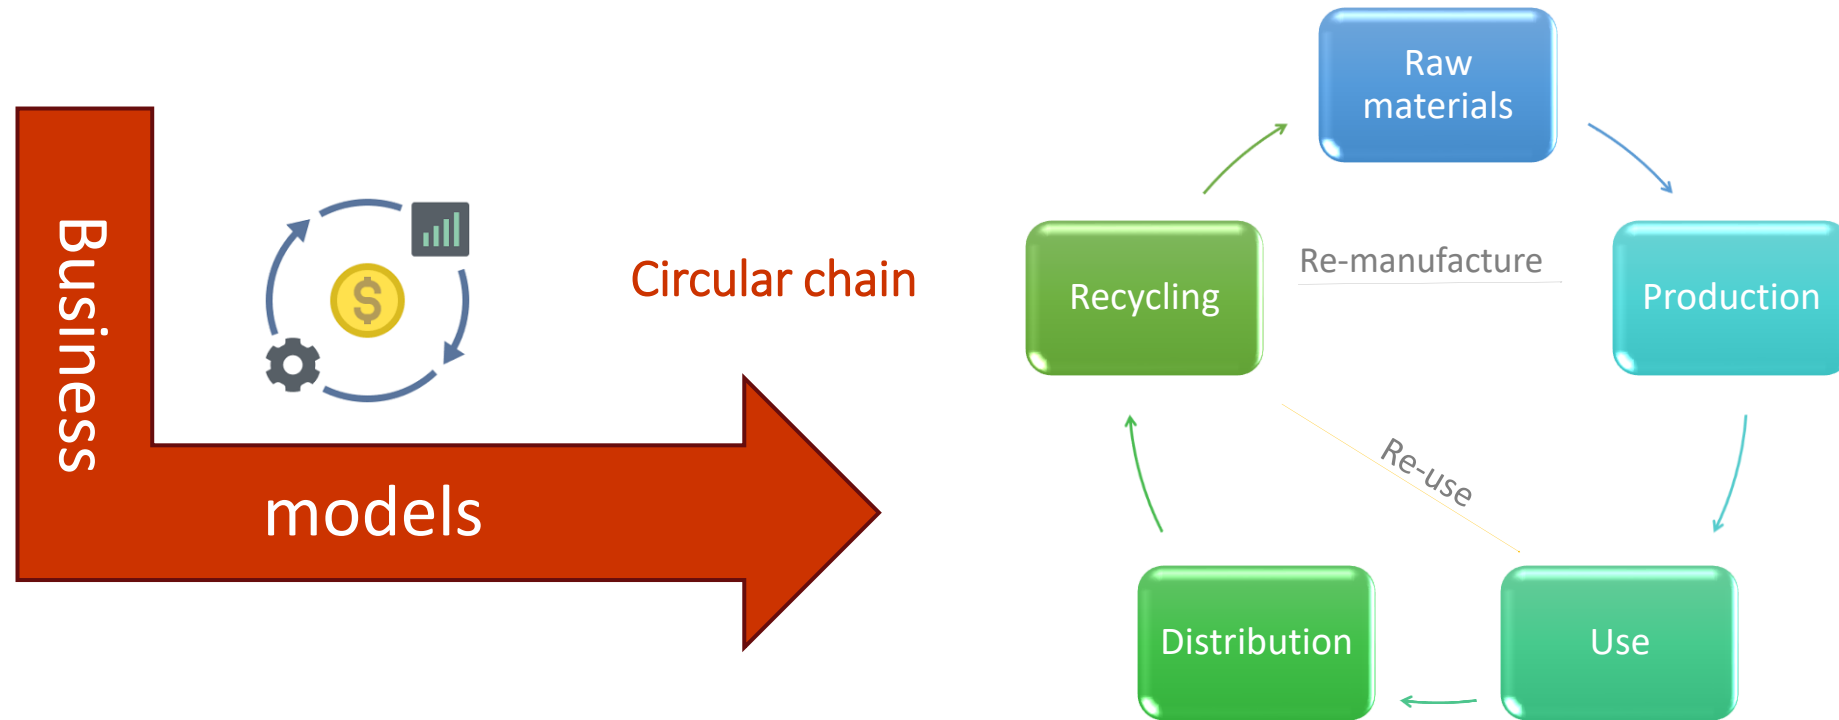 Business
models
Circular chain
Raw
materials
Recycling
Re-manufacture
Production
Re-use
Distribution
Use